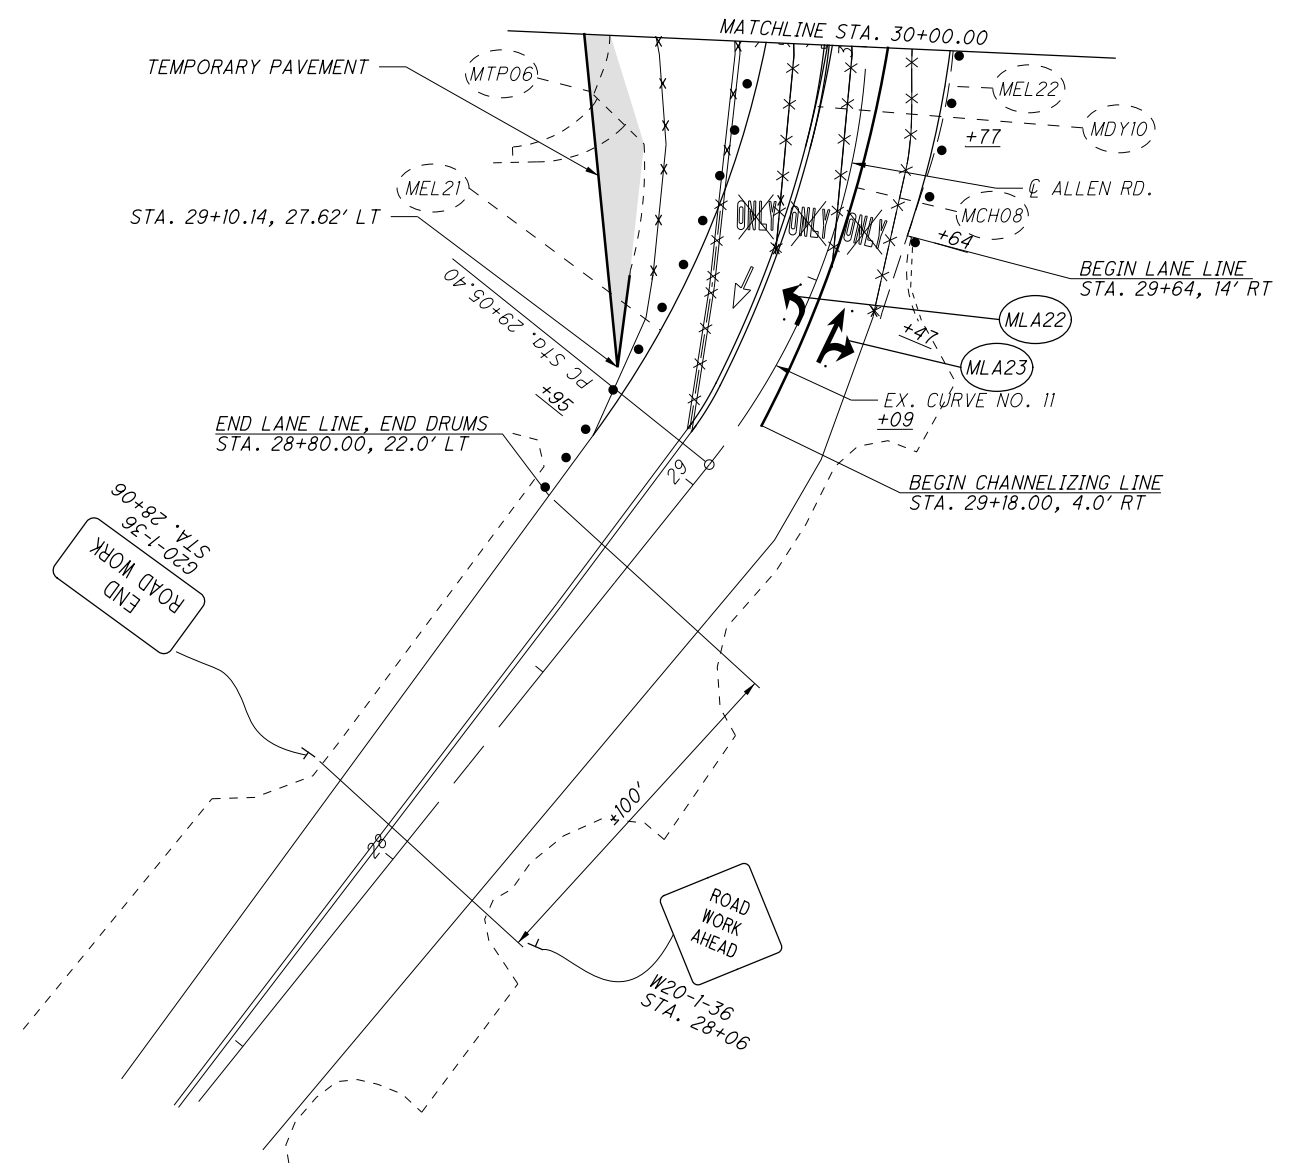 MATCHLINE STA. 30+00.00
TEMPORARY PAVEMENT
MTP06
MEL22
MDY10
+77
MEL21
℄ ALLEN RD.
STA. 29+10.14, 27.62' LT
MCH08
ONLY ONLY ONLY
+64
BEGIN LANE LINE
STA. 29+64, 14' RT
PC Sta. 29+05.40
MLA22
+47
MLA23
+95
EX. CURVE NO. 11
+09
END LANE LINE, END DRUMS
STA. 28+80.00, 22.0' LT
29
BEGIN CHANNELIZING LINE
STA. 29+18.00, 4.0' RT
G20-1-36
STA. 28+06
END
ROAD WORK
±100'
28
ROAD
WORK
AHEAD
W20-1-36
STA. 28+06